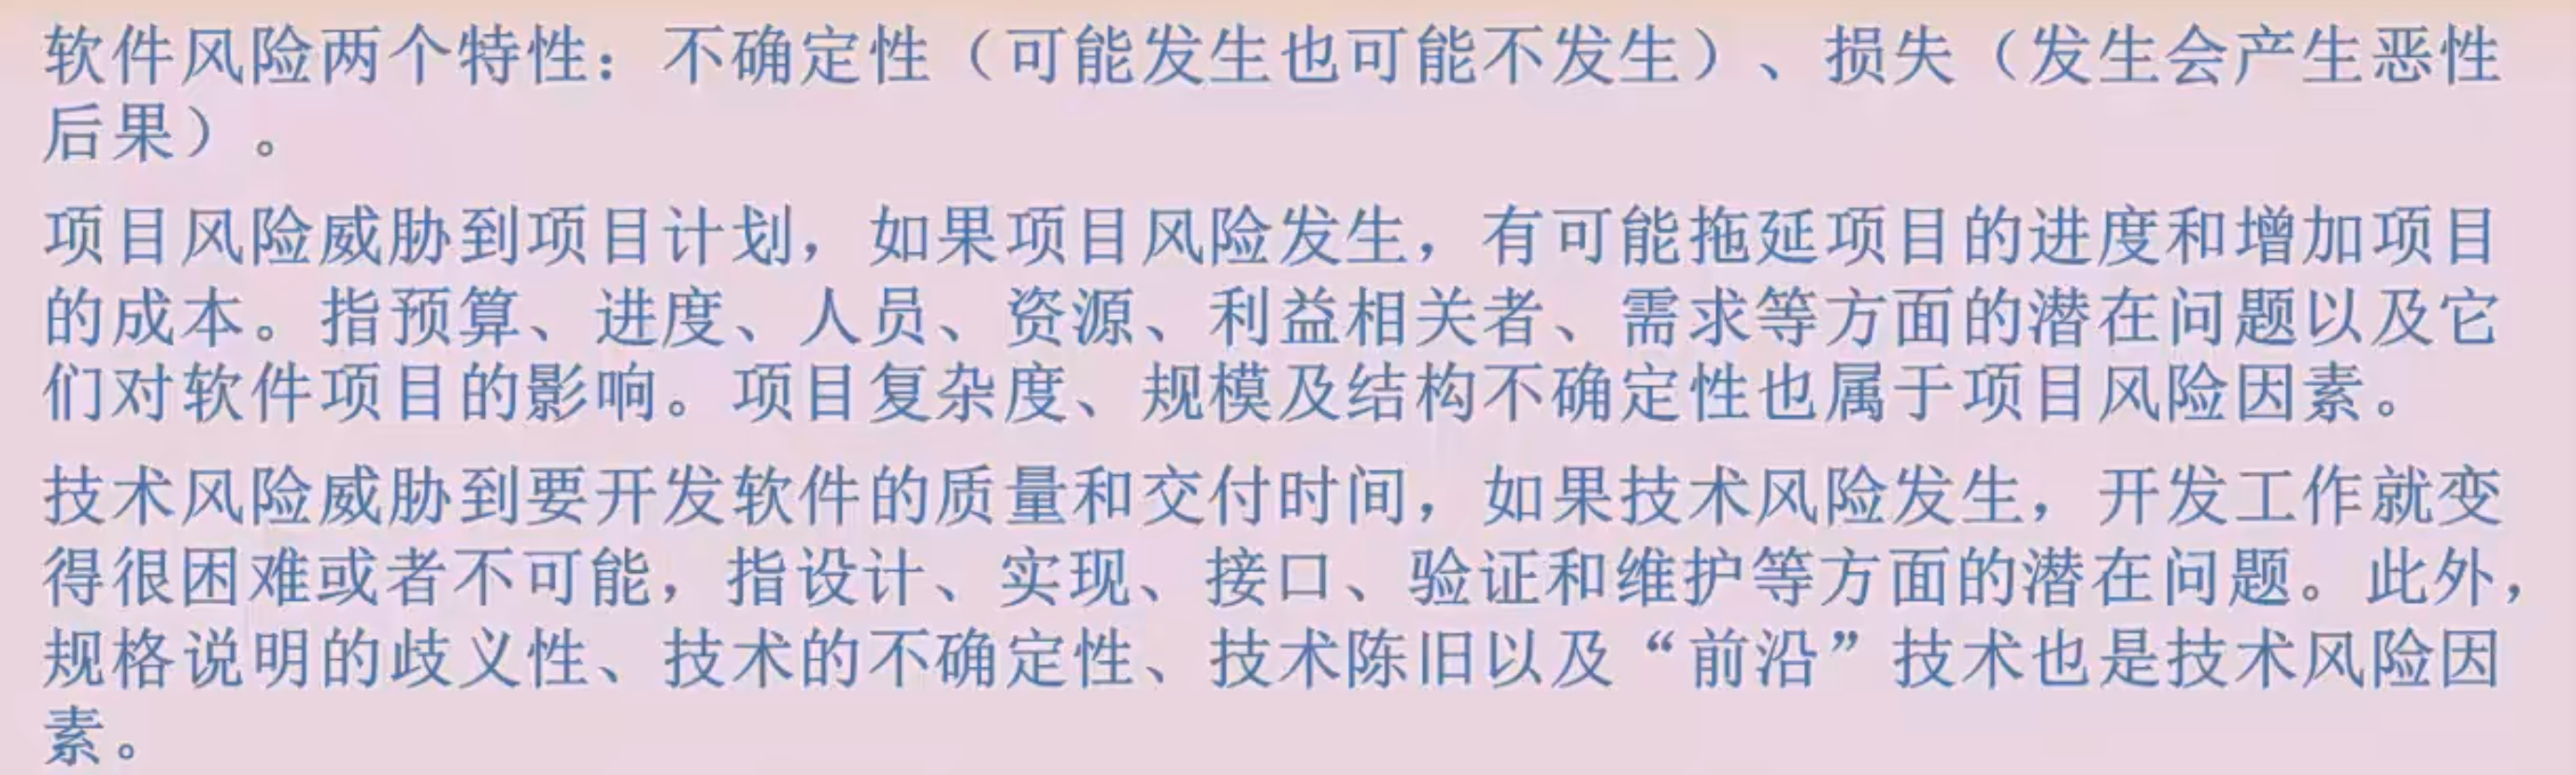 软件风险两个特性：不确定性（可能发生也可能不发生）、损失（发生会产生恶性
后果）。
项目风险威胁到项目计划，如果项目风险发生，有可能拖延项目的进度和增加项目
的成本。指预算、进度、人员、资源、利益相关者、需求等方面的潜在问题以及它
们对软件项目的影响。项目复杂度、规模及结构不确定性也属于项目风险因素。
技术风险威胁到要开发软件的质量和交付时间，如果技术风险发生，开发工作就变
得很困难或者不可能，指设计、实现、接口、验证和维护等方面的潜在问题。此外，
规格说明的歧义性、技术的不确定性、技术陈旧以及“前沿”技术也是技术风险因
素。